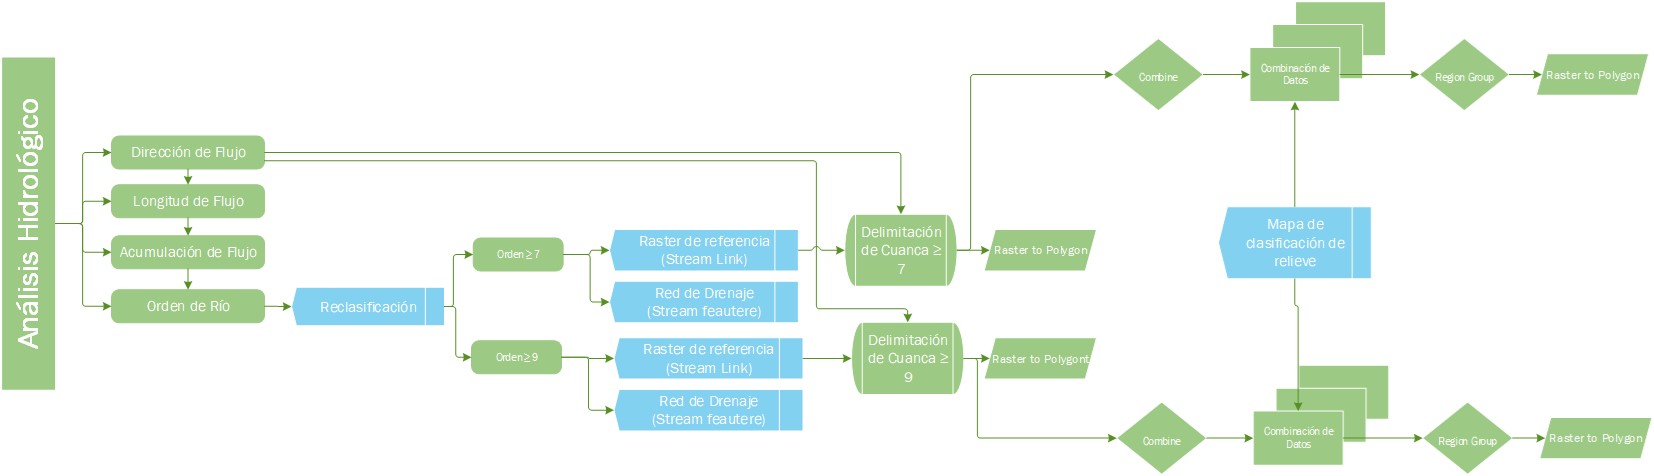 Análisis Hidrológico
Dirección de Flujo
Longitud de Flujo
Acumulación de Flujo
Orden de Río
Reclasificación
Orden ≥ 7
Orden ≥ 9
Raster de referencia
(Stream Link)
Red de Drenaje
(Stream feautere)
Raster de referencia
(Stream Link)
Red de Drenaje
(Stream feautere)
Delimitación
de Cuanca ≥
7
Delimitación
de Cuanca ≥
9
Raster to Polygon
Raster to Polygont
Combine
Combinación de
Datos
Region Group
Raster to Polygon
Mapa de
clasificación de
relieve
Combine
Combinación de
Datos
Region Group
Raster to Polygon